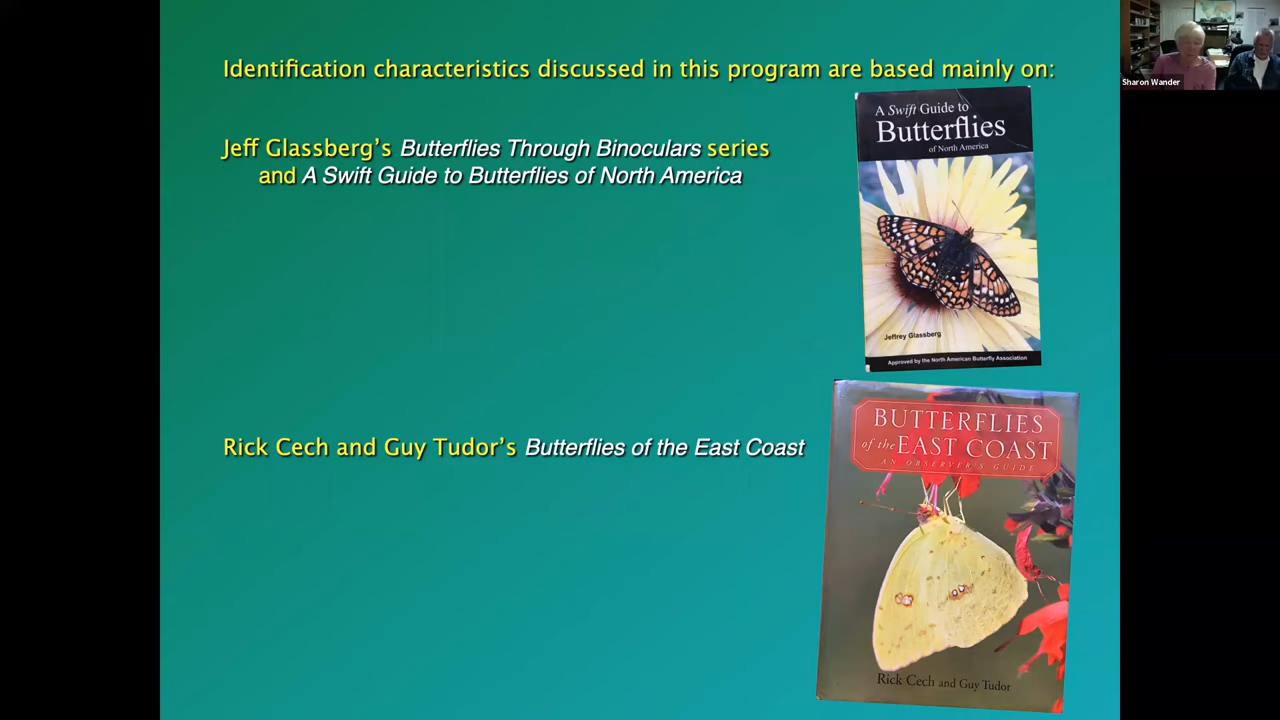 Identification characteristics discussed in this program are based mainly on:
Sharon Wander
Jeff Glassberg’s Butterflies Through Binoculars series
and A Swift Guide to Butterflies of North America
A Swift Guide to
Butterflies
of North America
Jeffrey Glassberg
Approved by the North American Butterfly Association
Rick Cech and Guy Tudor’s Butterflies of the East Coast
BUTTERFLIES
of the EAST COAST
AN OBSERVER'S GUIDE
Rick Cech and Guy Tudor